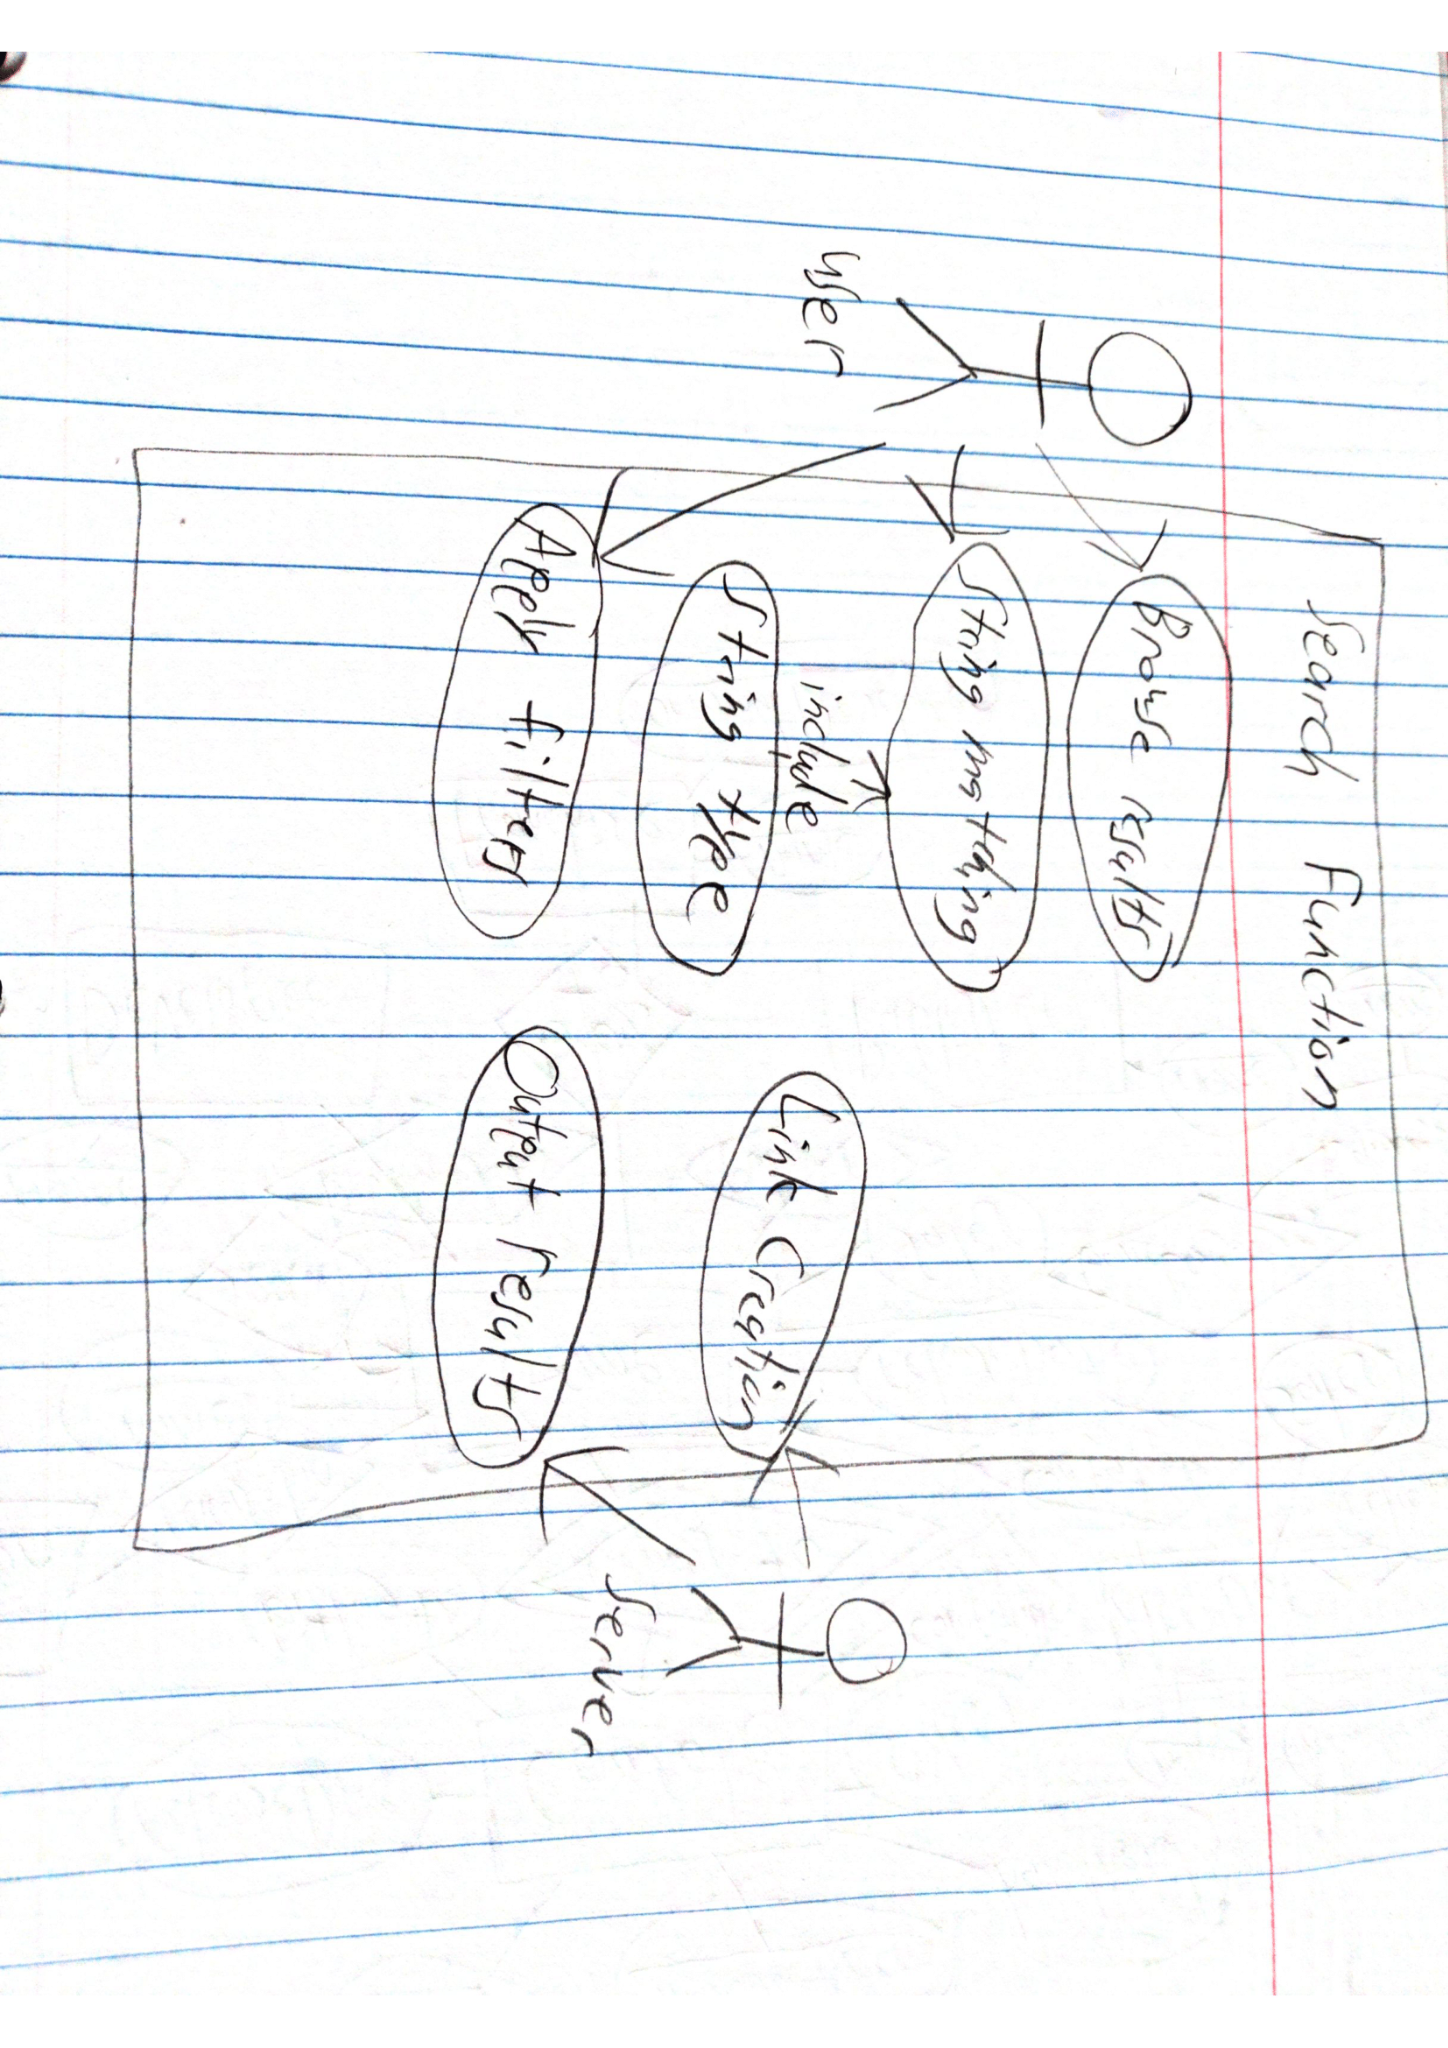 Search Function
User
Browse results
String matching
include
String type
Apply filters
Link Creation
Output results
Server